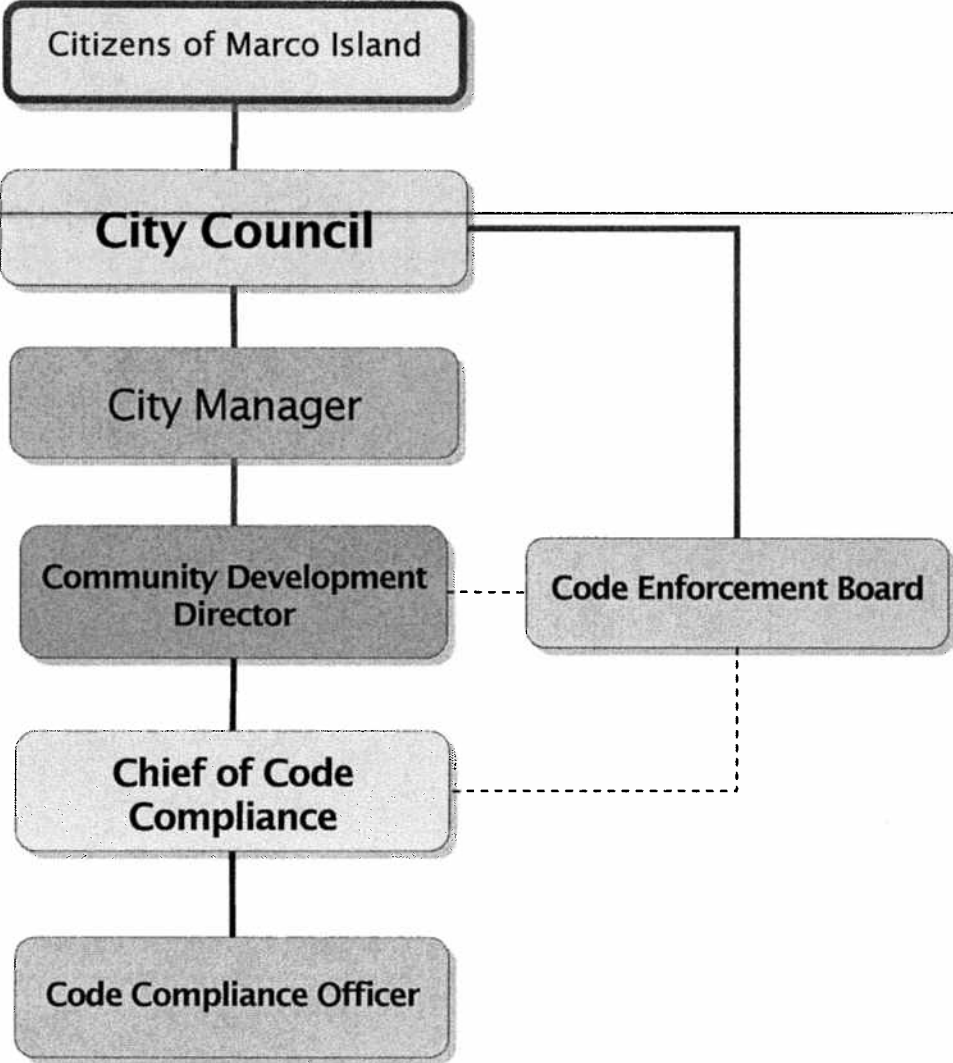 Citizens of Marco Island
City Council
City Manager
Community Development
Director
Code Enforcement Board
Chief of Code
Compliance
Code Compliance Officer